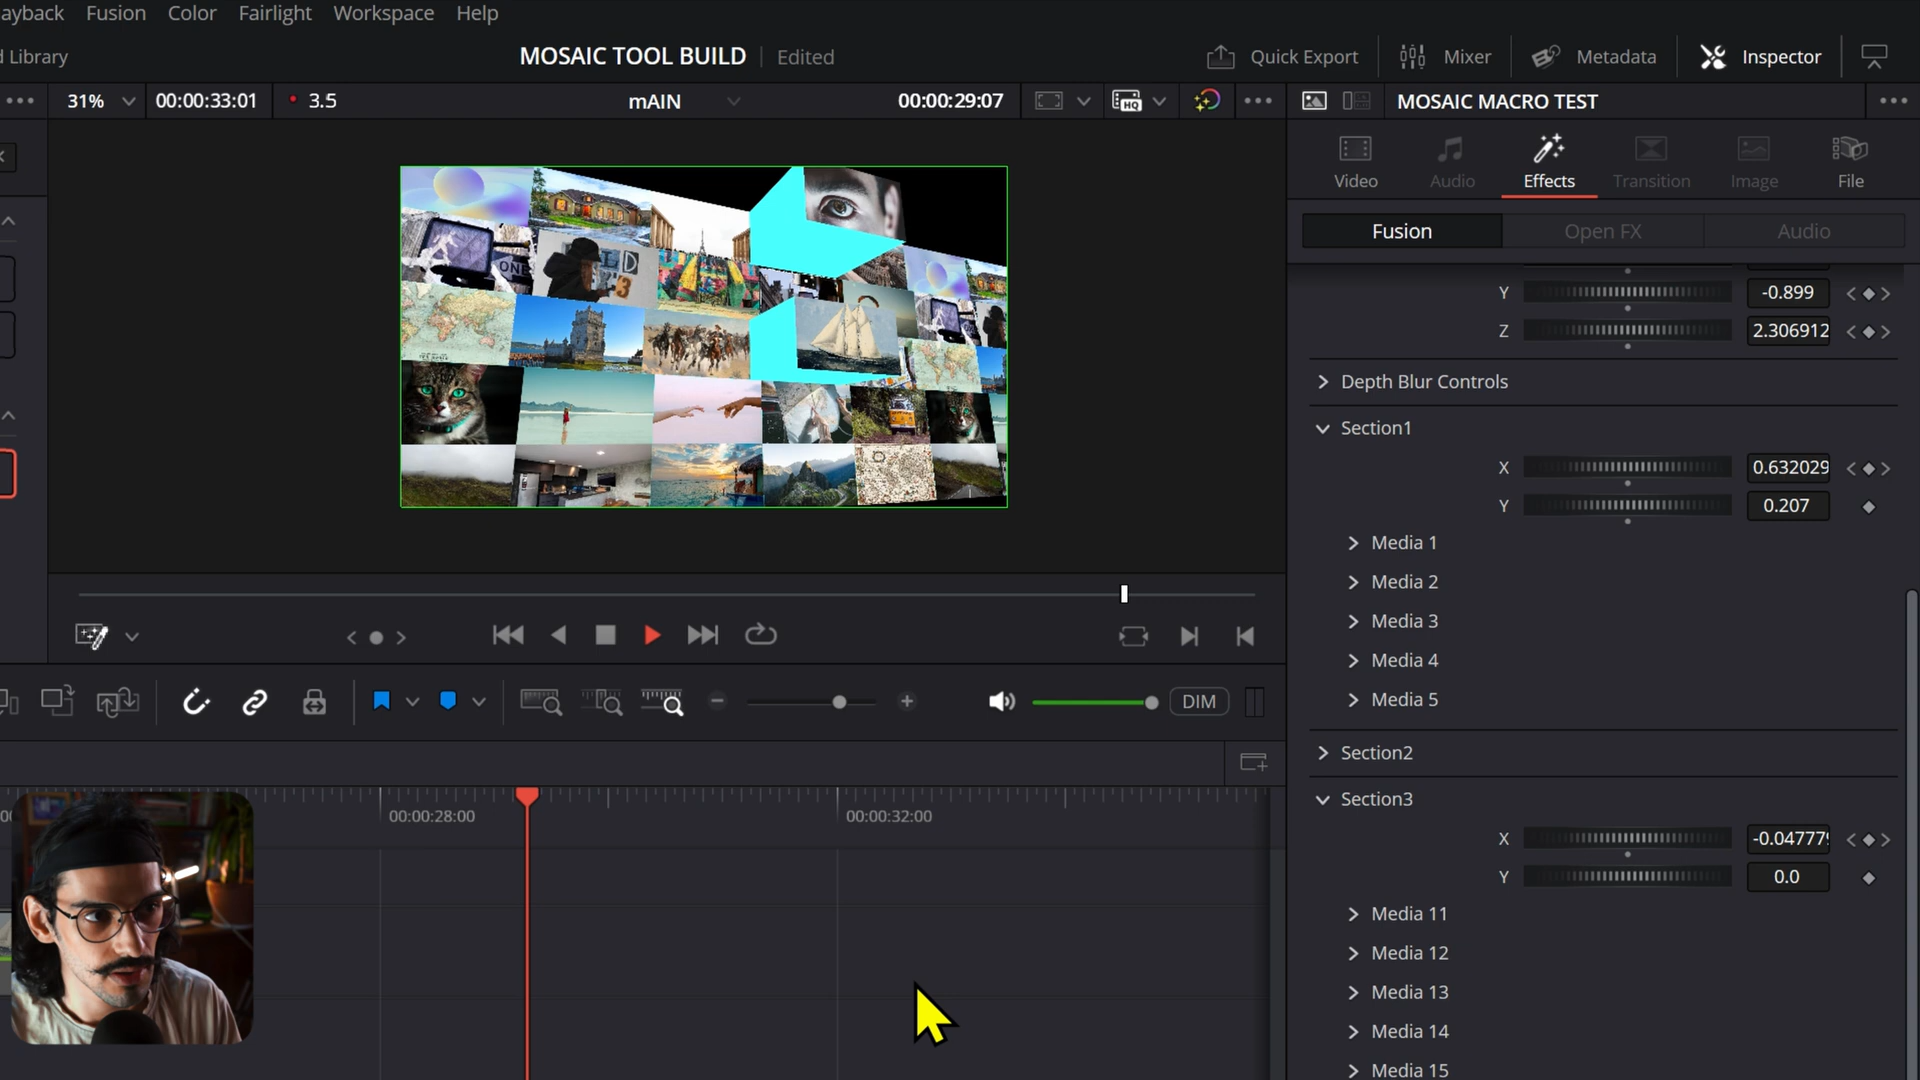 ayback Fusion Color Fairlight Workspace Help
d Library
MOSAIC TOOL BUILD
Edited
Quick Export
Mixer
Metadata
Inspector
31%
00:00:33:01
3.5
mAIN
00:00:29:07
HQ
MOSAIC MACRO TEST
Video
Audio
Effects
Transition
Image
File
Fusion
Open FX
Audio
Y -0.899
Z 2.306912
Depth Blur Controls
Section1
X 0.632029
Y 0.207
Media 1
Media 2
Media 3
Media 4
Media 5
Section2
Section3
X -0.047779
Y 0.0
Media 11
Media 12
Media 13
Media 14
Media 15
DIM
00:00:28:00
00:00:32:00